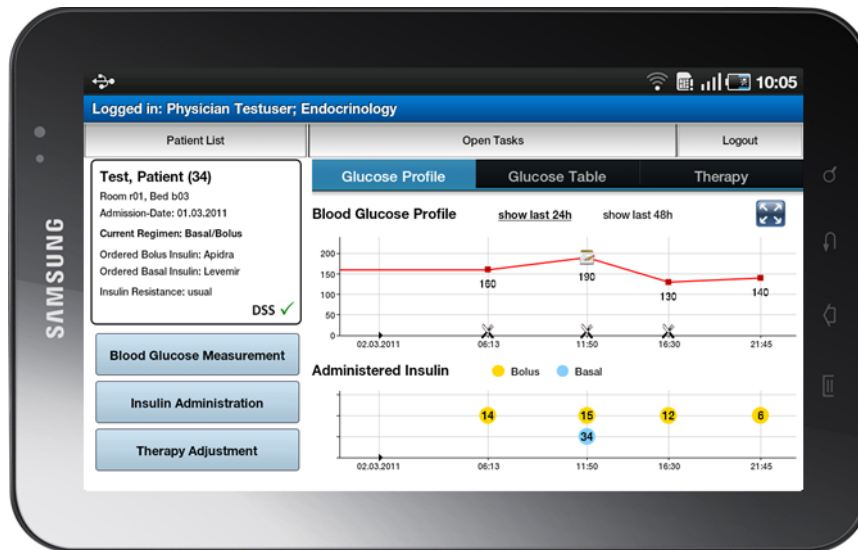 SAMSUNG
10:05
Logged in: Physician Testuser; Endocrinology
Patient List
Open Tasks
Logout
Test, Patient (34)
Room r01, Bed b03
Admission-Date: 01.03.2011
Current Regimen: Basal/Bolus
Ordered Bolus Insulin: Apidra
Ordered Basal Insulin: Levemir
Insulin Resistance: usual
DSS ✓
Blood Glucose Measurement
Insulin Administration
Therapy Adjustment
Glucose Profile
Glucose Table
Therapy
Blood Glucose Profile
show last 24h
show last 48h
200
150
100
50
0
160
190
130
140
02.03.2011
06:13
11:50
16:30
21:45
Administered Insulin
Bolus
Basal
14
15
12
6
34
02.03.2011
06:13
11:50
16:30
21:45